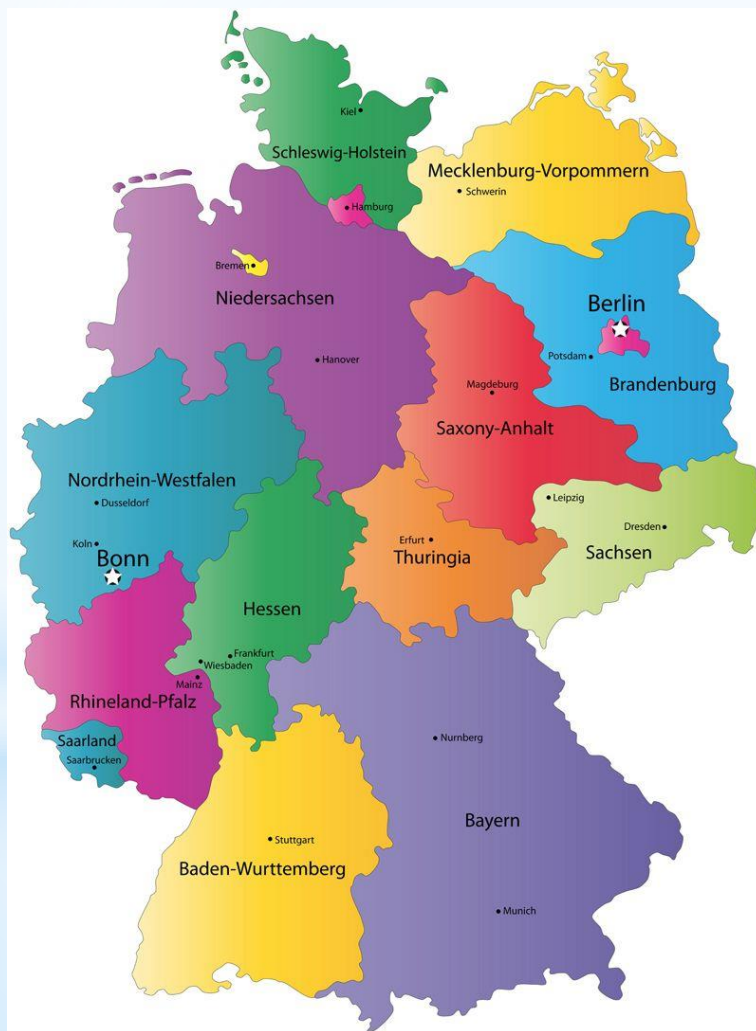 Kiel
Schleswig-Holstein
Mecklenburg-Vorpommern
Schwerin
Hamburg
Bremen
Niedersachsen
Berlin
Hanover
Potsdam
Magdeburg
Brandenburg
Saxony-Anhalt
Nordrhein-Westfalen
Leipzig
Dusseldorf
Dresden
Koln
Erfurt
Sachsen
Bonn
Thuringia
Hessen
Frankfurt
Wiesbaden
Mainz
Rhineland-Pfalz
Saarland
Nurnberg
Saarbrucken
Bayern
Stuttgart
Baden-Wurttemberg
Munich